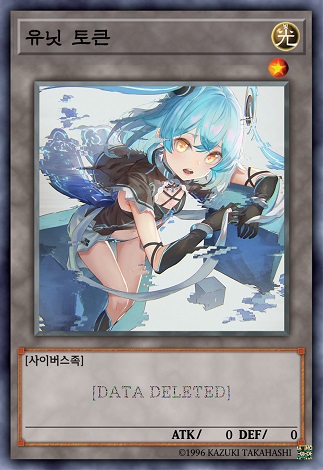 유닛 토큰
光
[사이버스족]
[DATA DELETED]
ATK/ 0 DEF/ 0
©1996 KAZUKI TAKAHASHI